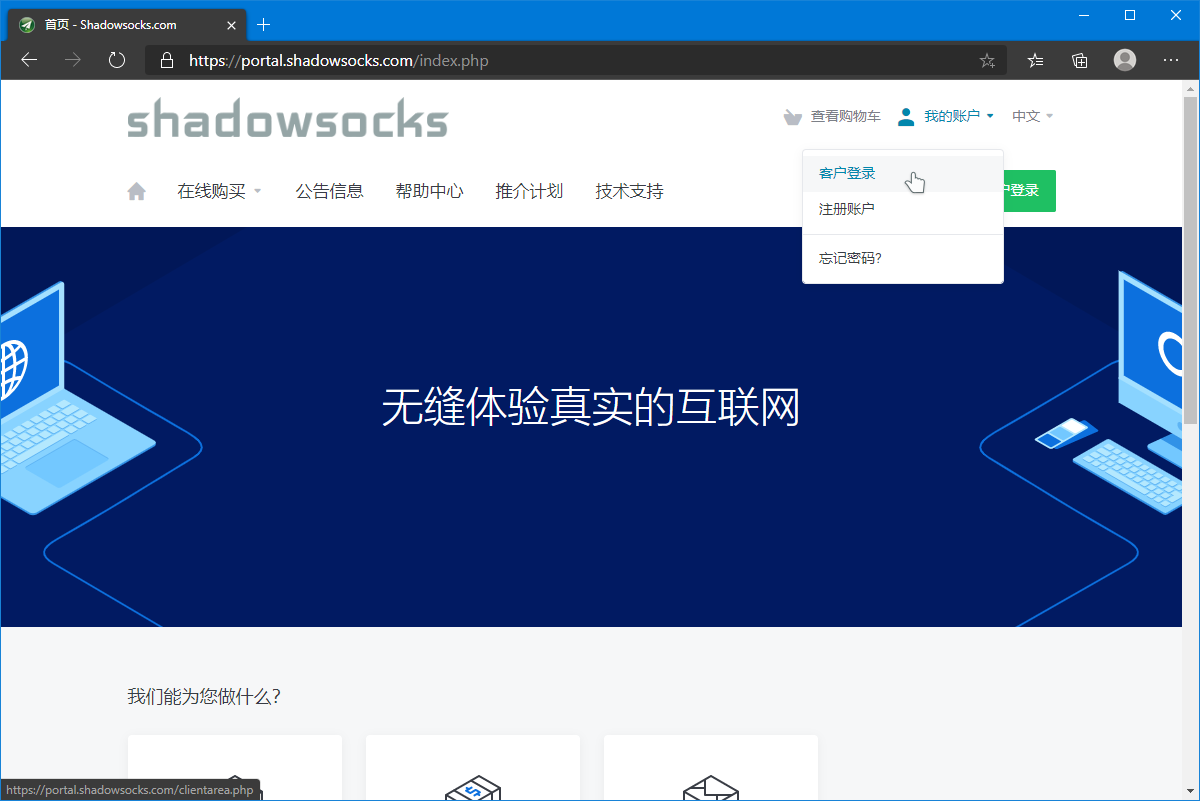 首页 - Shadowsocks.com
https://portal.shadowsocks.com/index.php
shadowsocks
查看购物车 我的账户 中文
在线购买 公告信息 帮助中心 推介计划 技术支持
客户登录
户登录
注册账户
忘记密码?
无缝体验真实的互联网
我们能为您做什么?
https://portal.shadowsocks.com/clientarea.php